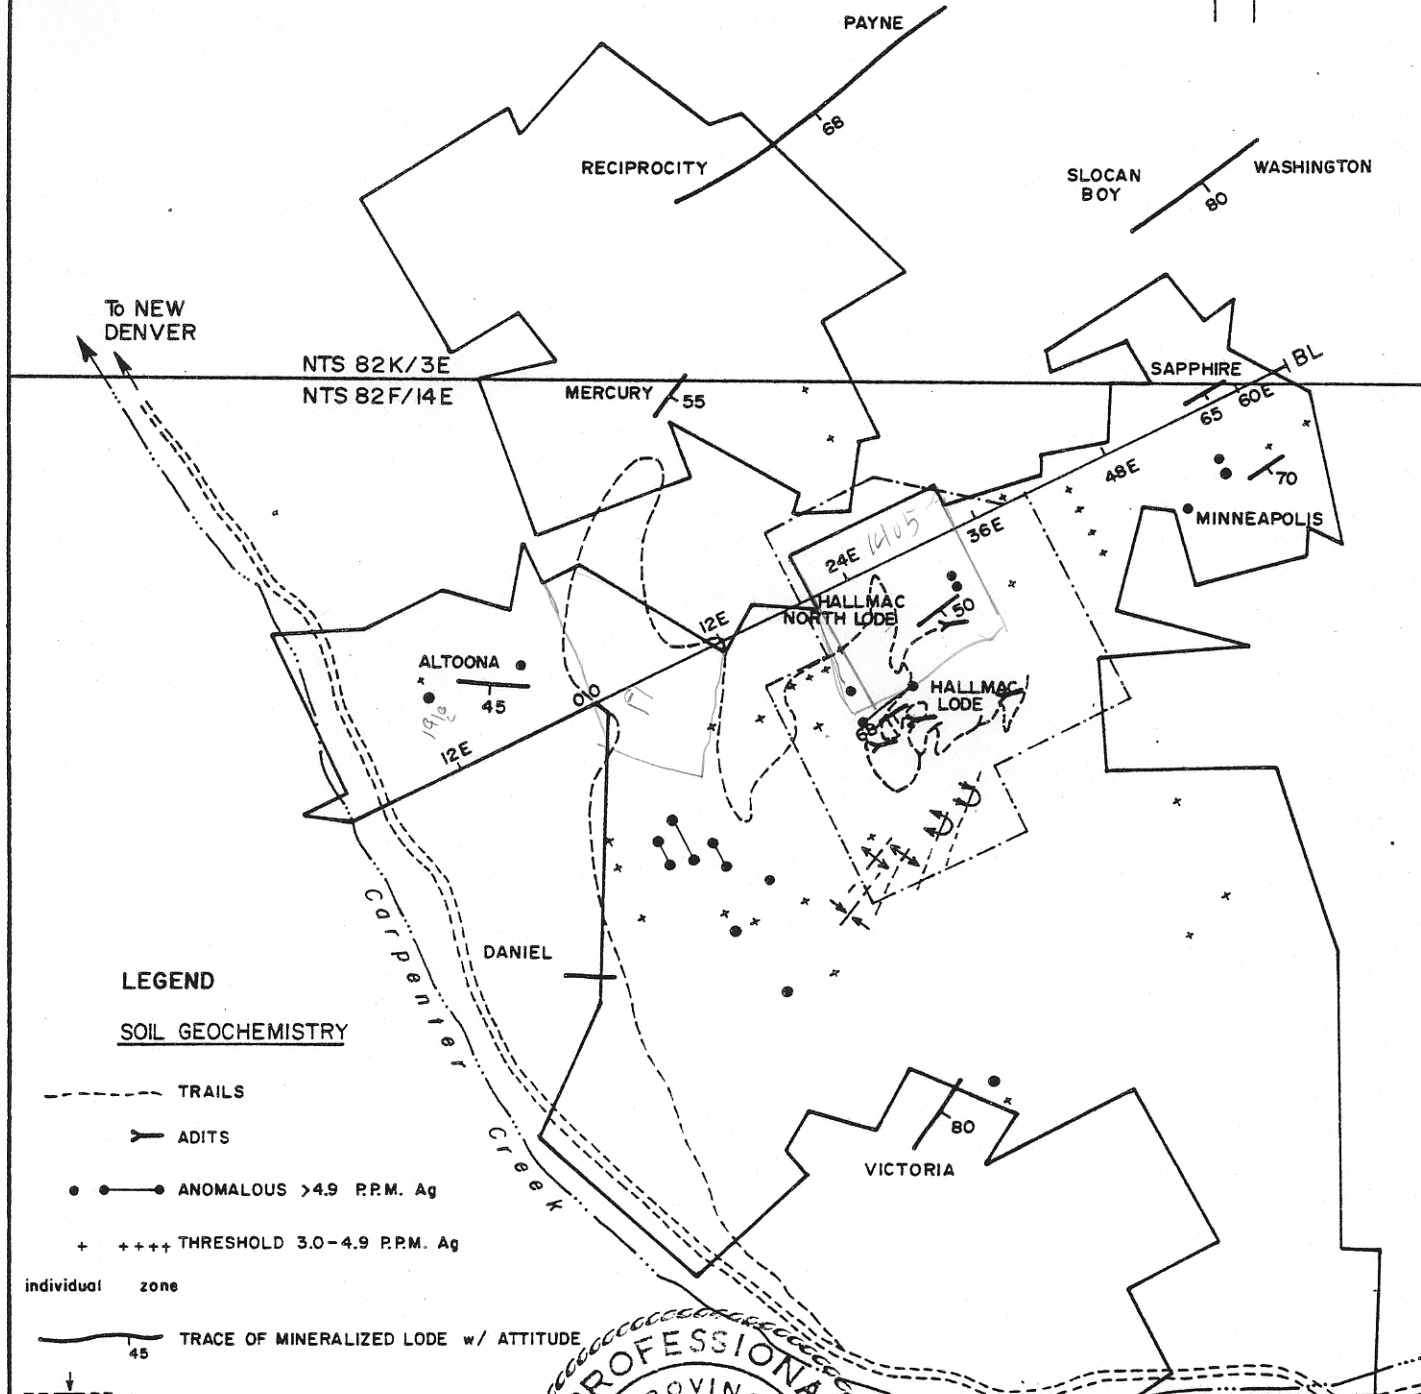 PAYNE
68
RECIPROCITY
SLOCAN
BOY
WASHINGTON
80
To NEW
DENVER
NTS 82K/3E
NTS 82F/14E
MERCURY
55
SAPPHIRE
BL
65
60E
48E
70
MINNEAPOLIS
36E
24E
1405
HALLMAC
NORTH LODE
50
12E
ALTOONA
45
00
HALLMAC
LODE
68
12E
Carpenter
Creek
DANIEL
LEGEND
SOIL GEOCHEMISTRY
TRAILS
ADITS
ANOMALOUS >4.9 P.P.M. Ag
THRESHOLD 3.0-4.9 P.P.M. Ag
individual zone
TRACE OF MINERALIZED LODE w/ ATTITUDE
45
80
VICTORIA
PROFESSIONA
ROVIN